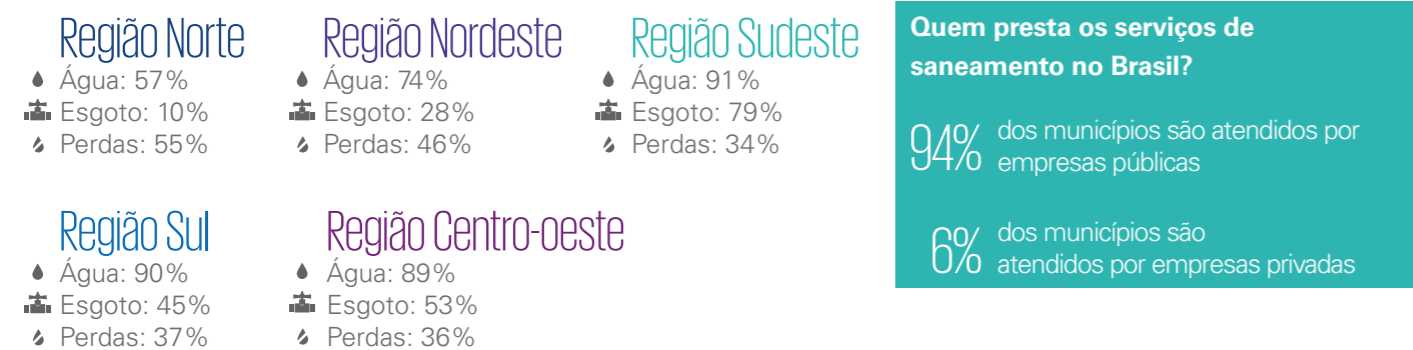 Região Norte
Água: 57%
Esgoto: 10%
Perdas: 55%
Região Nordeste
Água: 74%
Esgoto: 28%
Perdas: 46%
Região Sudeste
Água: 91%
Esgoto: 79%
Perdas: 34%
Região Sul
Água: 90%
Esgoto: 45%
Perdas: 37%
Região Centro-oeste
Água: 89%
Esgoto: 53%
Perdas: 36%
Quem presta os serviços de
saneamento no Brasil?
94% dos municípios são atendidos por
empresas públicas
6% dos municípios são
atendidos por empresas privadas